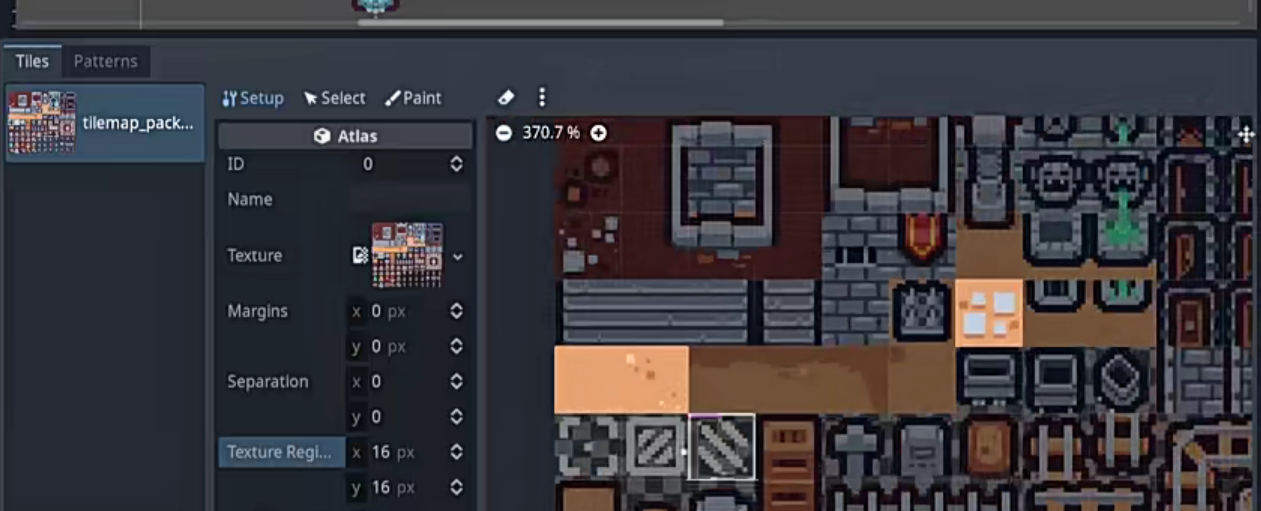 Tiles Patterns
tilemap_pack...
Setup Select Paint
Atlas
370.7 %
ID 0
Name
Texture
Margins x 0 px
y 0 px
Separation x 0
y 0
Texture Regi... x 16 px
y 16 px